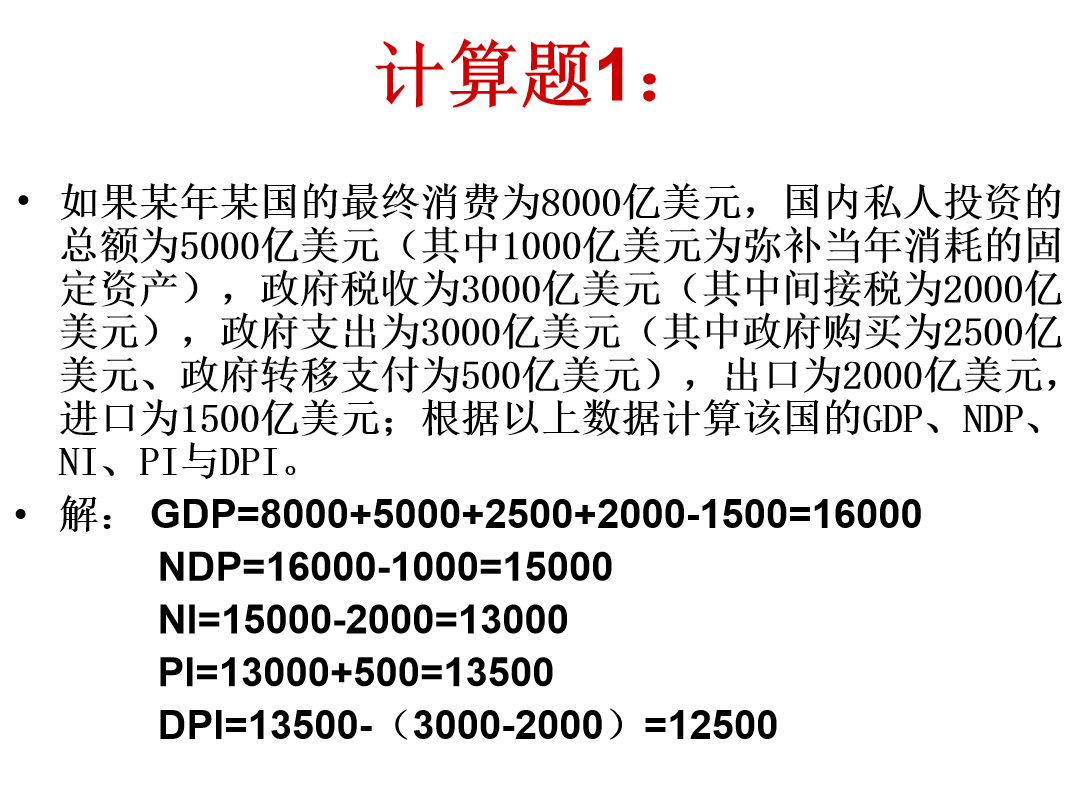 计算题1：
• 如果某年某国的最终消费为8000亿美元，国内私人投资的
总额为5000亿美元（其中1000亿美元为弥补当年消耗的固
定资产），政府税收为3000亿美元（其中间接税为2000亿
美元），政府支出为3000亿美元（其中政府购买为2500亿
美元、政府转移支付为500亿美元），出口为2000亿美元，
进口为1500亿美元；根据以上数据计算该国的GDP、NDP、
NI、PI与DPI。
• 解： GDP=8000+5000+2500+2000-1500=16000
NDP=16000-1000=15000
NI=15000-2000=13000
PI=13000+500=13500
DPI=13500-（3000-2000）=12500